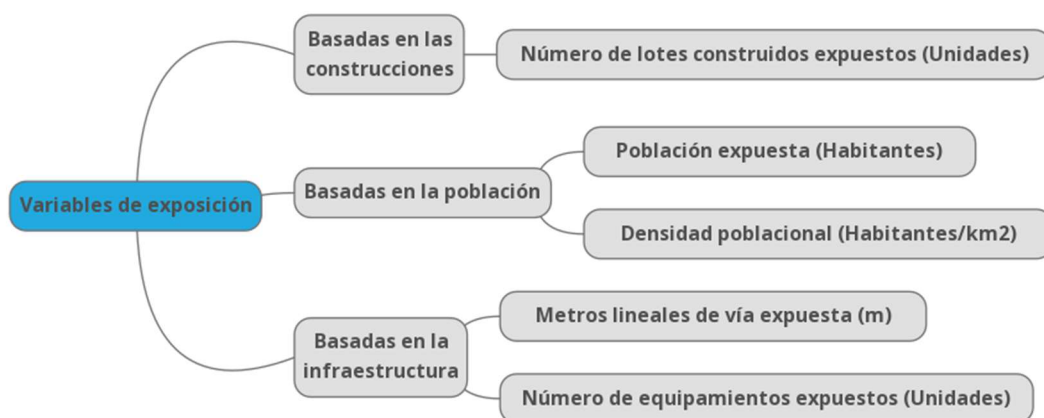 Variables de exposición
Basadas en las
construcciones
Número de lotes construidos expuestos (Unidades)
Basadas en la población
Población expuesta (Habitantes)
Densidad poblacional (Habitantes/km2)
Basadas en la
infraestructura
Metros lineales de vía expuesta (m)
Número de equipamientos expuestos (Unidades)